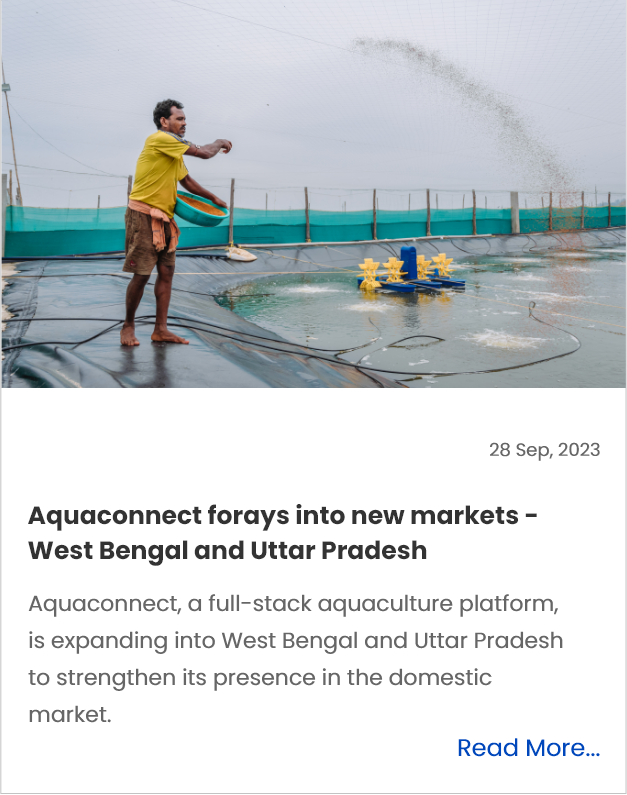 28 Sep, 2023
Aquaconnect forays into new markets -
West Bengal and Uttar Pradesh
Aquaconnect, a full-stack aquaculture platform,
is expanding into West Bengal and Uttar Pradesh
to strengthen its presence in the domestic
market.
Read More...